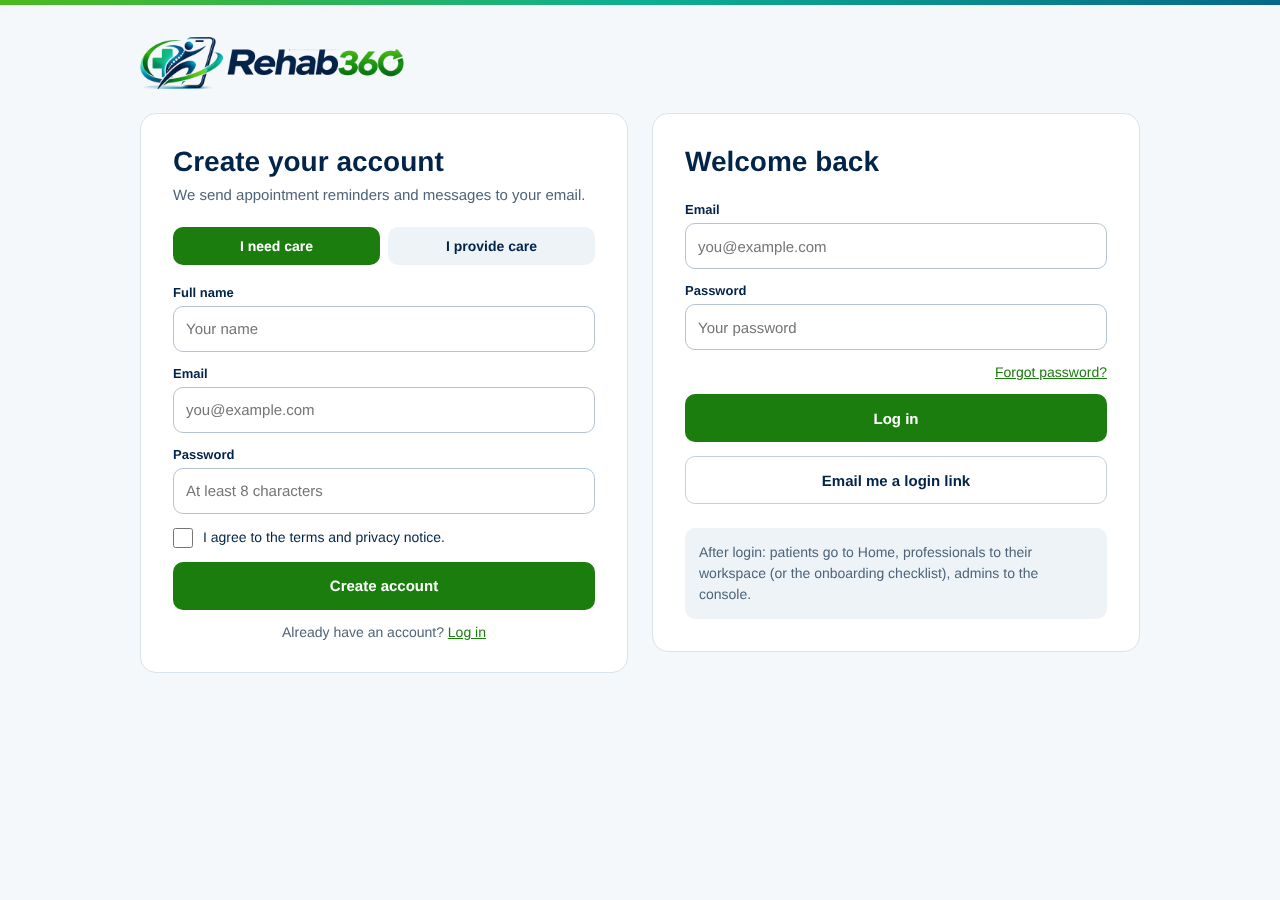 Rehab360
Create your account
We send appointment reminders and messages to your email.
I need care
I provide care
Full name
Your name
Email
you@example.com
Password
At least 8 characters
I agree to the terms and privacy notice.
Create account
Already have an account? Log in
Welcome back
Email
you@example.com
Password
Your password
Forgot password?
Log in
Email me a login link
After login: patients go to Home, professionals to their
workspace (or the onboarding checklist), admins to the
console.